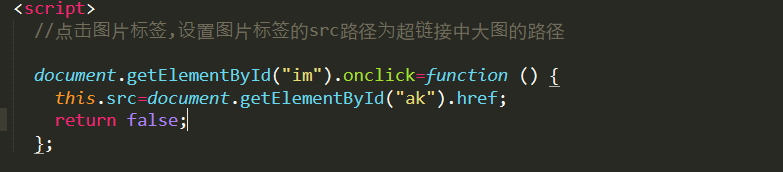 <script>
//点击图片标签,设置图片标签的src路径为超链接中大图的路径
document.getElementById("im").onclick=function () {
this.src=document.getElementById("ak").href;
return false;
};